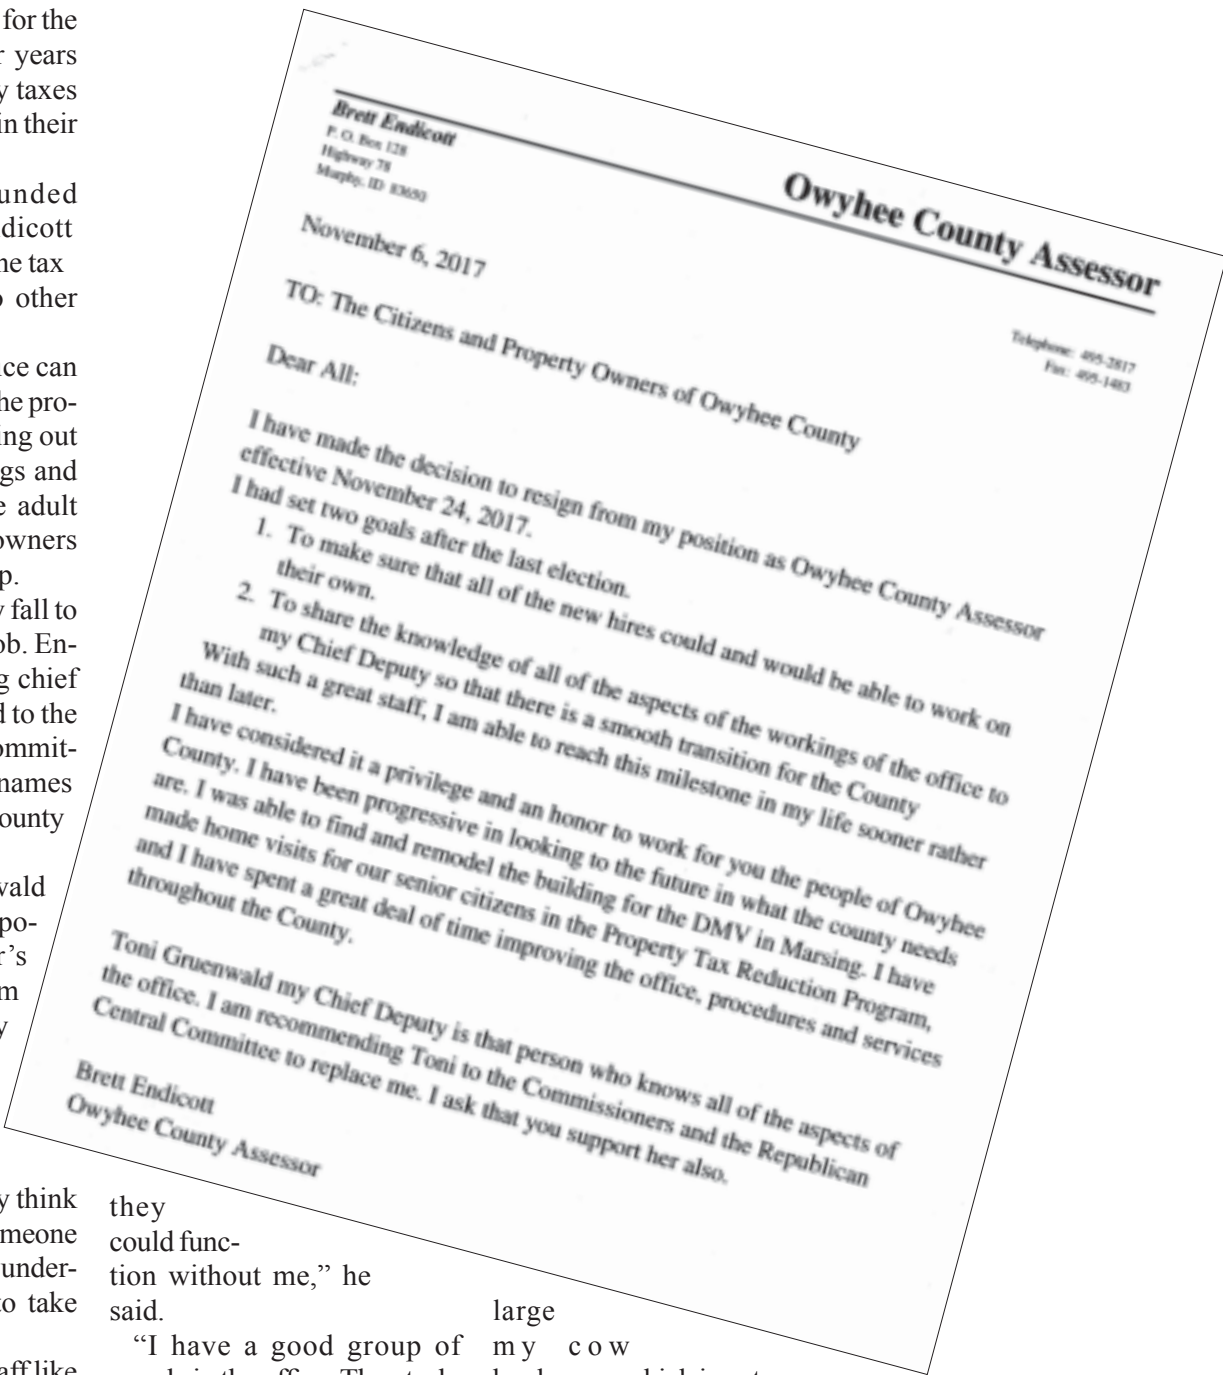 for the
r years
y taxes
in their
unded
dicott
ne tax
o other
nce can
he pro-
ing out
gs and
e adult
owners
p.
y fall to
ob. En-
g chief
d to the
ommit-
names
ounty
wald
po-
r’s
m
y
y think
meone
under-
to take
aff like
Brett Endicott
P. O. Box 128
Highway 78
Murphy, ID 83650
Owyhee County Assessor
Telephone: 495-2817
Fax: 495-1483
November 6, 2017
TO: The Citizens and Property Owners of Owyhee County
Dear All:
I have made the decision to resign from my position as Owyhee County Assessor
effective November 24, 2017.
I had set two goals after the last election.
1. To make sure that all of the new hires could and would be able to work on
their own.
2. To share the knowledge of all of the aspects of the workings of the office to
my Chief Deputy so that there is a smooth transition for the County
With such a great staff, I am able to reach this milestone in my life sooner rather
than later.
I have considered it a privilege and an honor to work for you the people of Owyhee
County. I have been progressive in looking to the future in what the county needs
are. I was able to find and remodel the building for the DMV in Marsing. I have
made home visits for our senior citizens in the Property Tax Reduction Program,
and I have spent a great deal of time improving the office, procedures and services
throughout the County.
Toni Gruenwald my Chief Deputy is that person who knows all of the aspects of
the office. I am recommending Toni to the Commissioners and the Republican
Central Committee to replace me. I ask that you support her also.
Brett Endicott
Owyhee County Assessor
they
could func-
tion without me,” he
said.
“I have a good group of
large
my cow